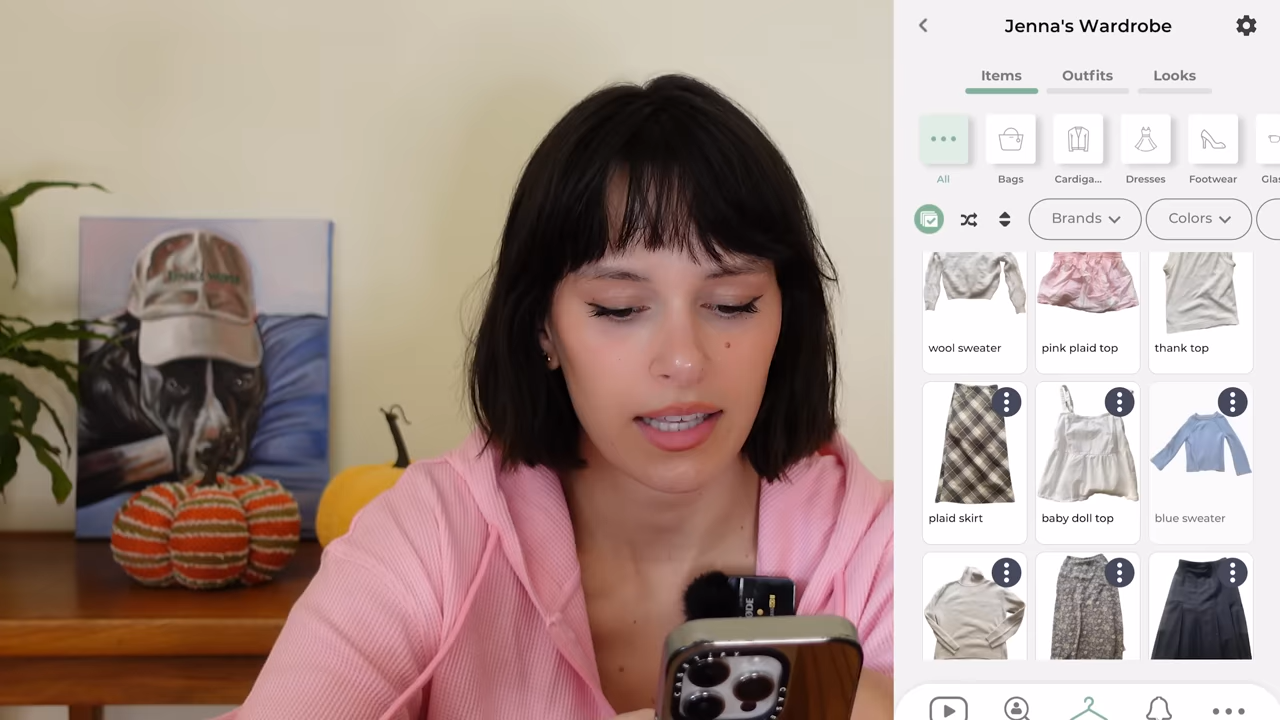 Jenna's Wardrobe
Items
Outfits
Looks
All
Bags
Cardiga...
Dresses
Footwear
Glas
Brands
Colors
wool sweater
pink plaid top
thank top
plaid skirt
baby doll top
blue sweater